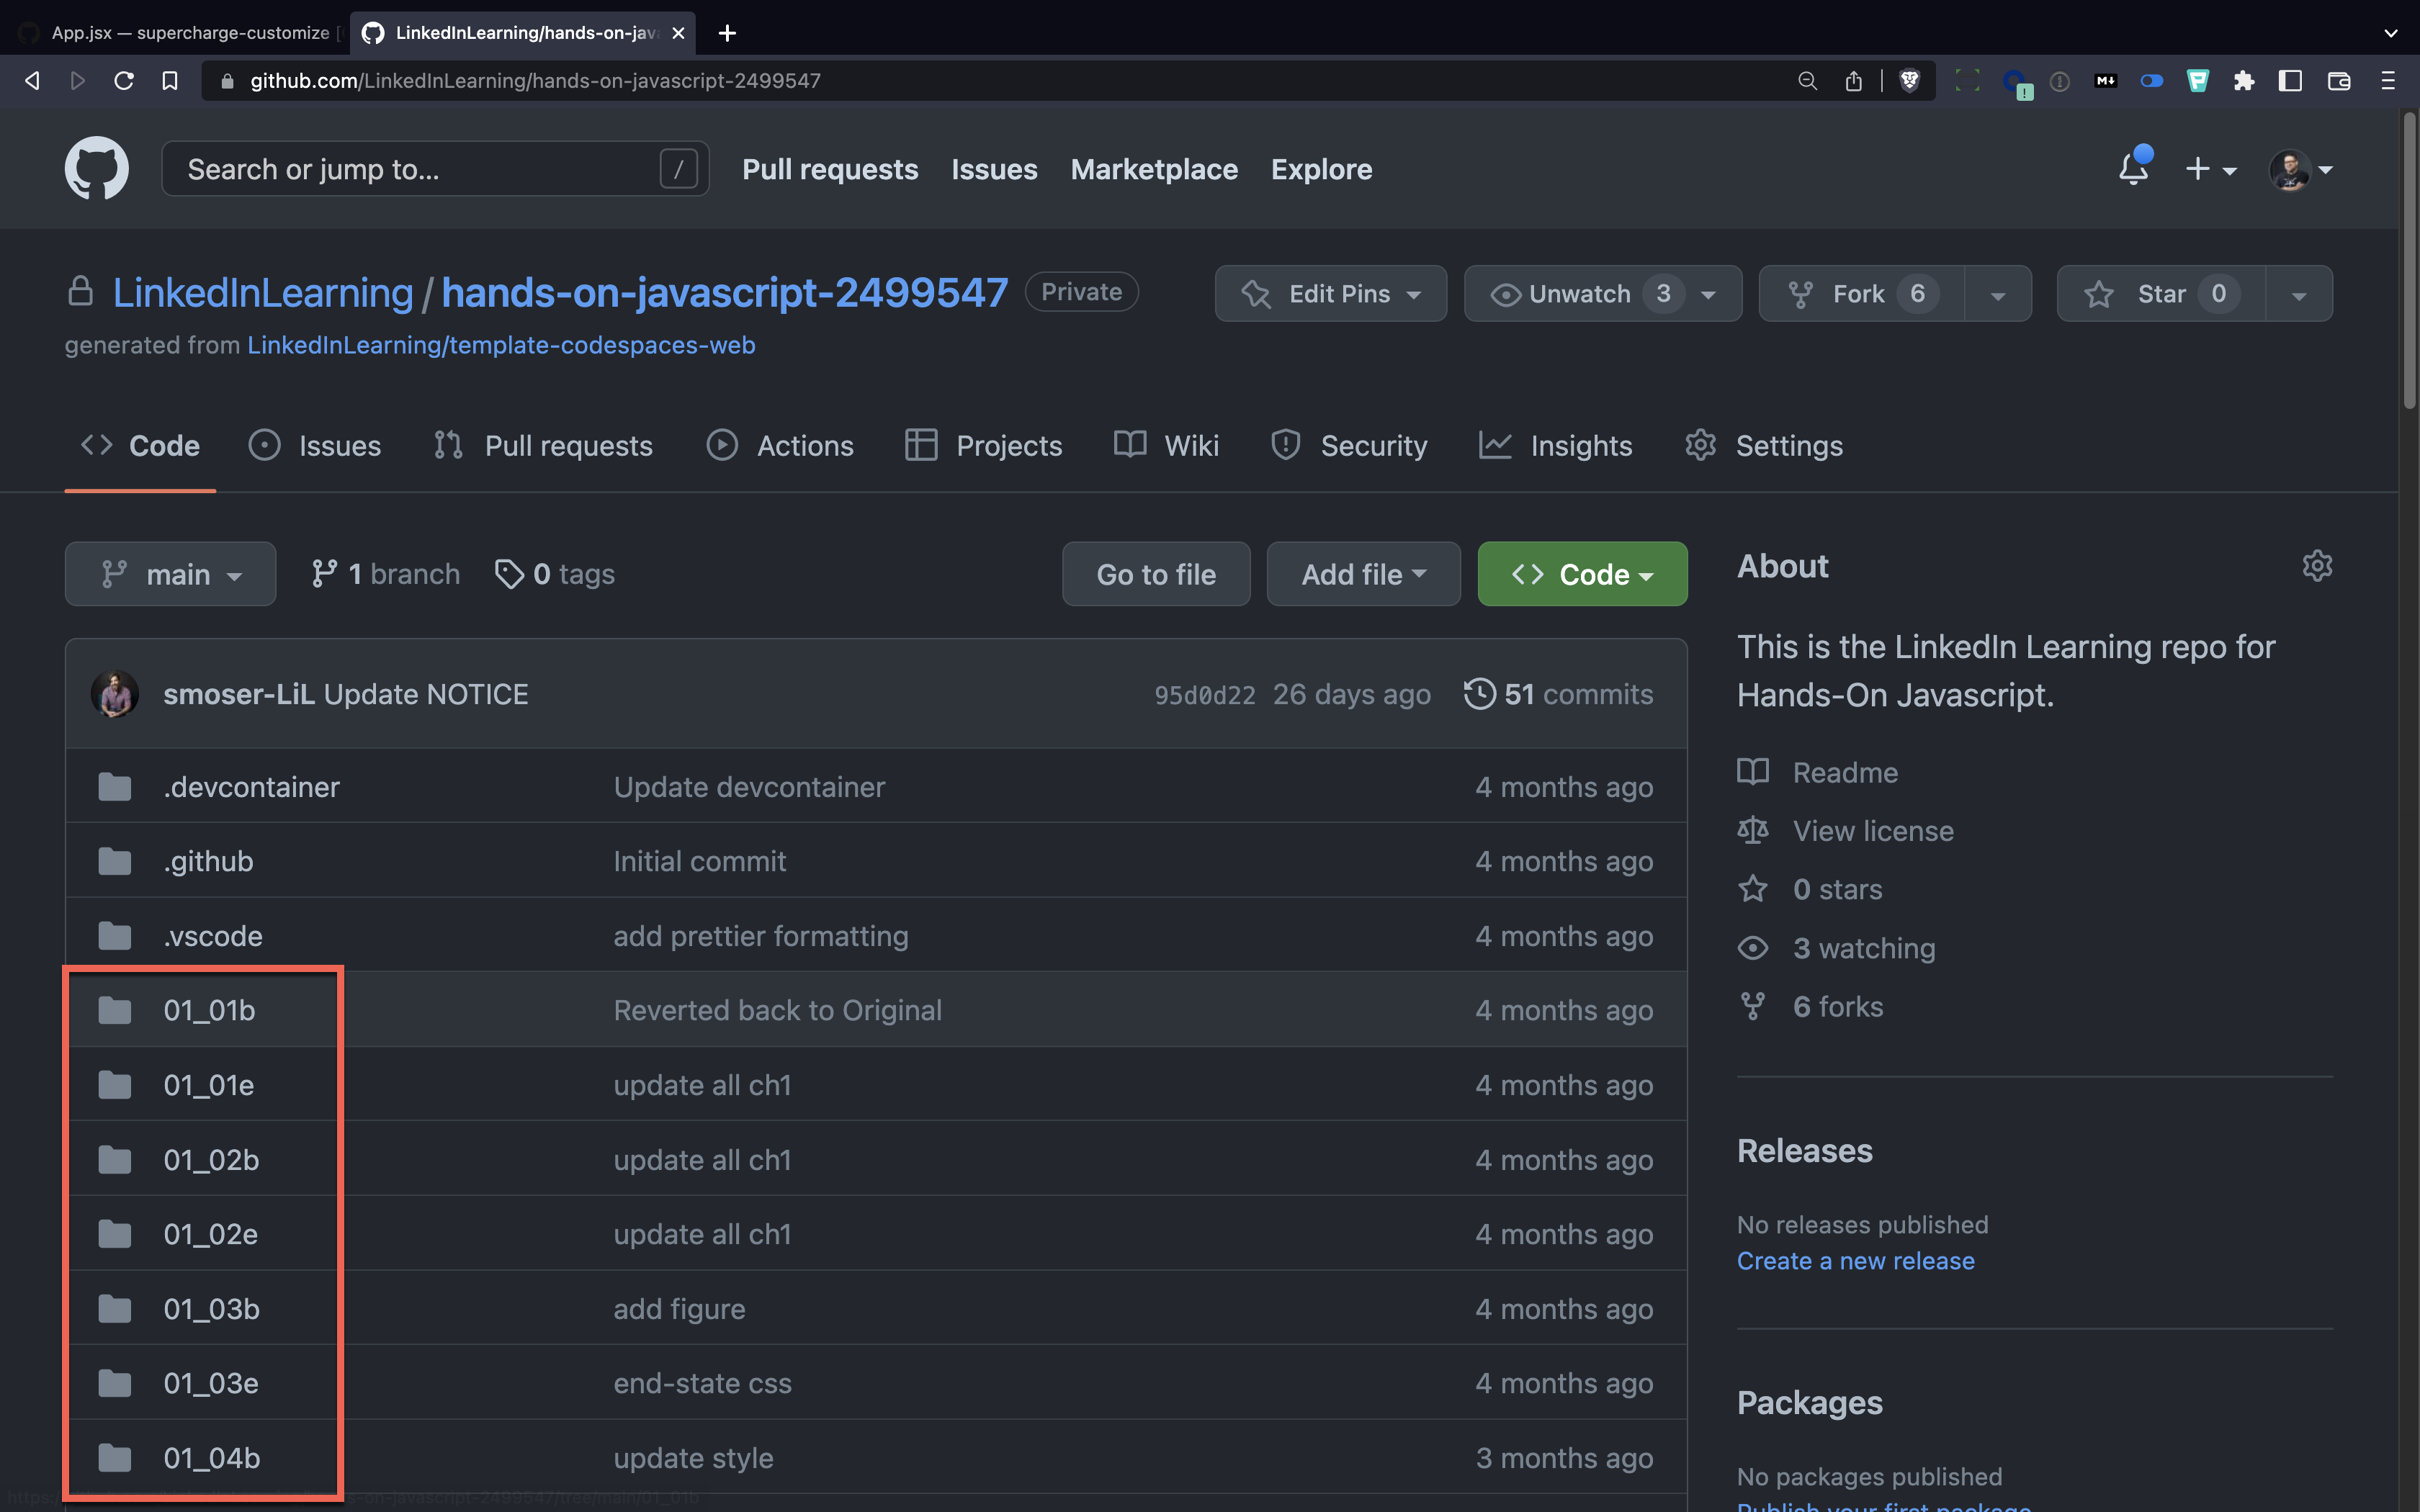 App.jsx — supercharge-customize [
LinkedInLearning/hands-on-jav
github.com/LinkedInLearning/hands-on-javascript-2499547
M↓
Search or jump to...
/
Pull requests
Issues
Marketplace
Explore
LinkedInLearning / hands-on-javascript-2499547
Private
Edit Pins
Unwatch 3
Fork 6
Star 0
generated from LinkedInLearning/template-codespaces-web
Code
Issues
Pull requests
Actions
Projects
Wiki
Security
Insights
Settings
main
1 branch
0 tags
Go to file
Add file
Code
smoser-LiL Update NOTICE
95d0d22 26 days ago
51 commits
.devcontainer
Update devcontainer
4 months ago
.github
Initial commit
4 months ago
.vscode
add prettier formatting
4 months ago
01_01b
Reverted back to Original
4 months ago
01_01e
update all ch1
4 months ago
01_02b
update all ch1
4 months ago
01_02e
update all ch1
4 months ago
01_03b
add figure
4 months ago
01_03e
end-state css
4 months ago
01_04b
update style
3 months ago
About
This is the LinkedIn Learning repo for
Hands-On Javascript.
Readme
View license
0 stars
3 watching
6 forks
Releases
No releases published
Create a new release
Packages
No packages published
Publish your first package